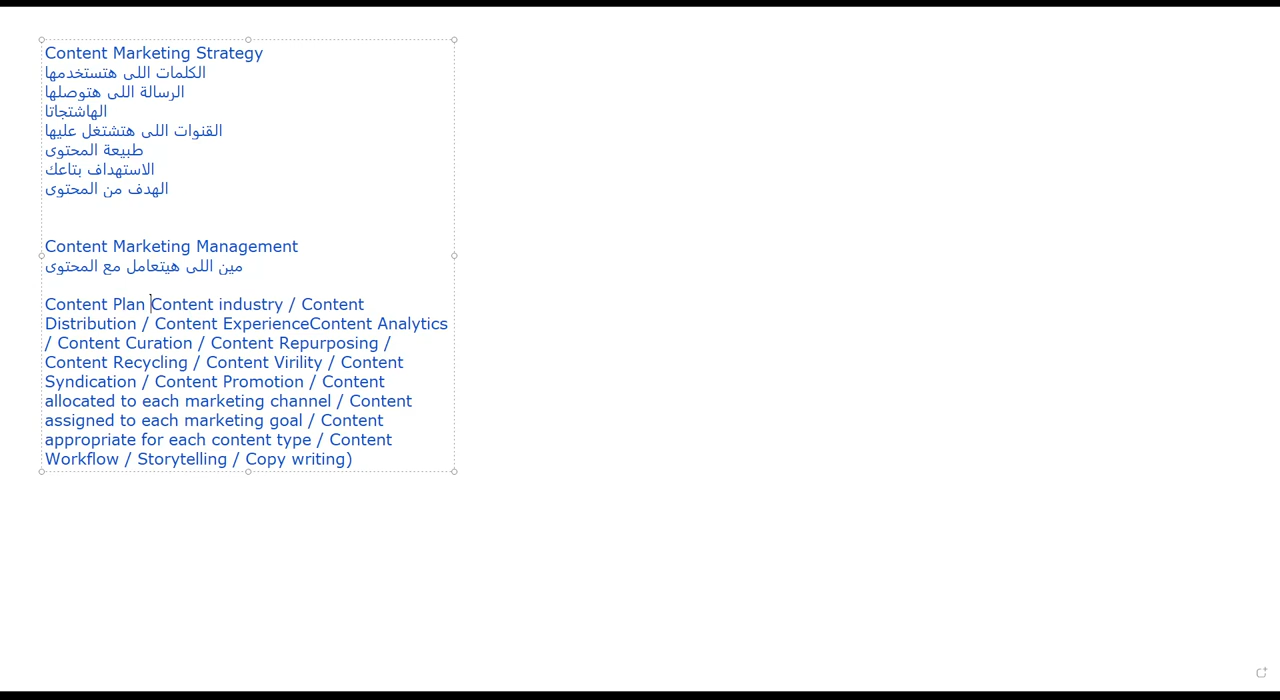 Content Marketing Strategy
الكلمات اللى هتستخدمها
الرسالة اللى هتوصلها
الهاشتجاتا
القنوات اللى هتشتغل عليها
طبيعة المحتوى
الاستهداف بتاعك
الهدف من المحتوى
Content Marketing Management
مين اللى هيتعامل مع المحتوى
Content Plan Content industry / Content
Distribution / Content ExperienceContent Analytics
/ Content Curation / Content Repurposing /
Content Recycling / Content Virility / Content
Syndication / Content Promotion / Content
allocated to each marketing channel / Content
assigned to each marketing goal / Content
appropriate for each content type / Content
Workflow / Storytelling / Copy writing)